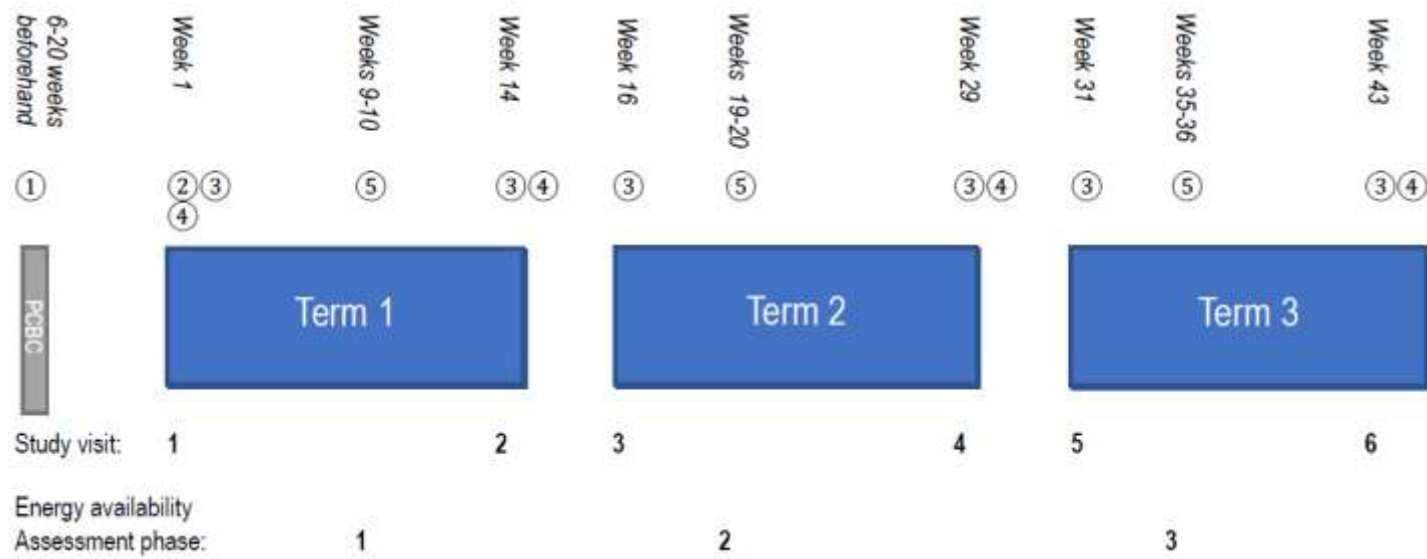 6-20 weeks
beforehand
Week 1
Weeks 9-10
Week 14
Week 16
Weeks 19-20
Week 29
Week 31
Weeks 35-36
Week 43
① ②③ ⑤ ③④ ③ ⑤ ③④ ③ ⑤ ③④
④
PCBC
Term 1 Term 2 Term 3
Study visit: 1 2 3 4 5 6
Energy availability
Assessment phase: 1 2 3